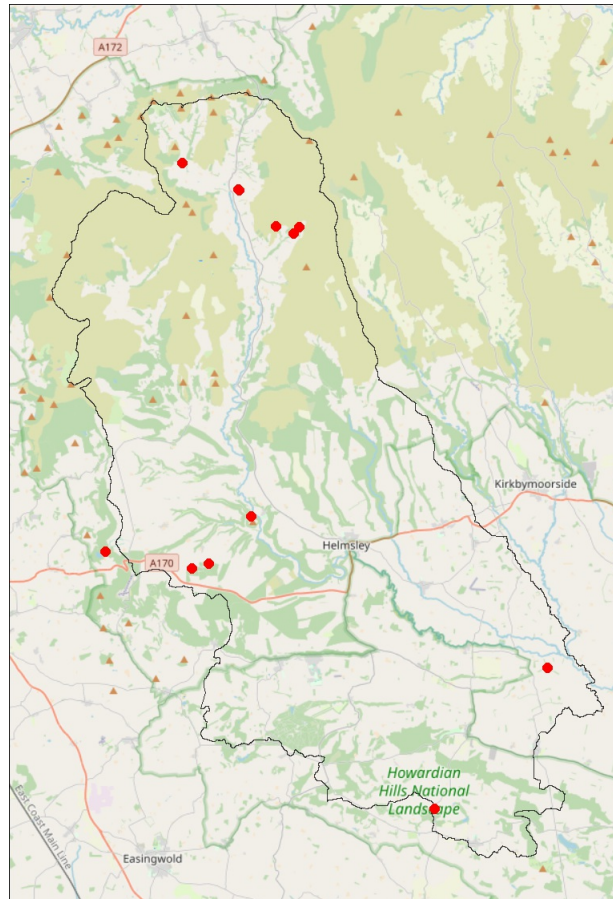 A172
Kirkbymoorside
Helmsley
A170
Howardian
Hills National
Landscape
East Coast Main Line
Easingwold